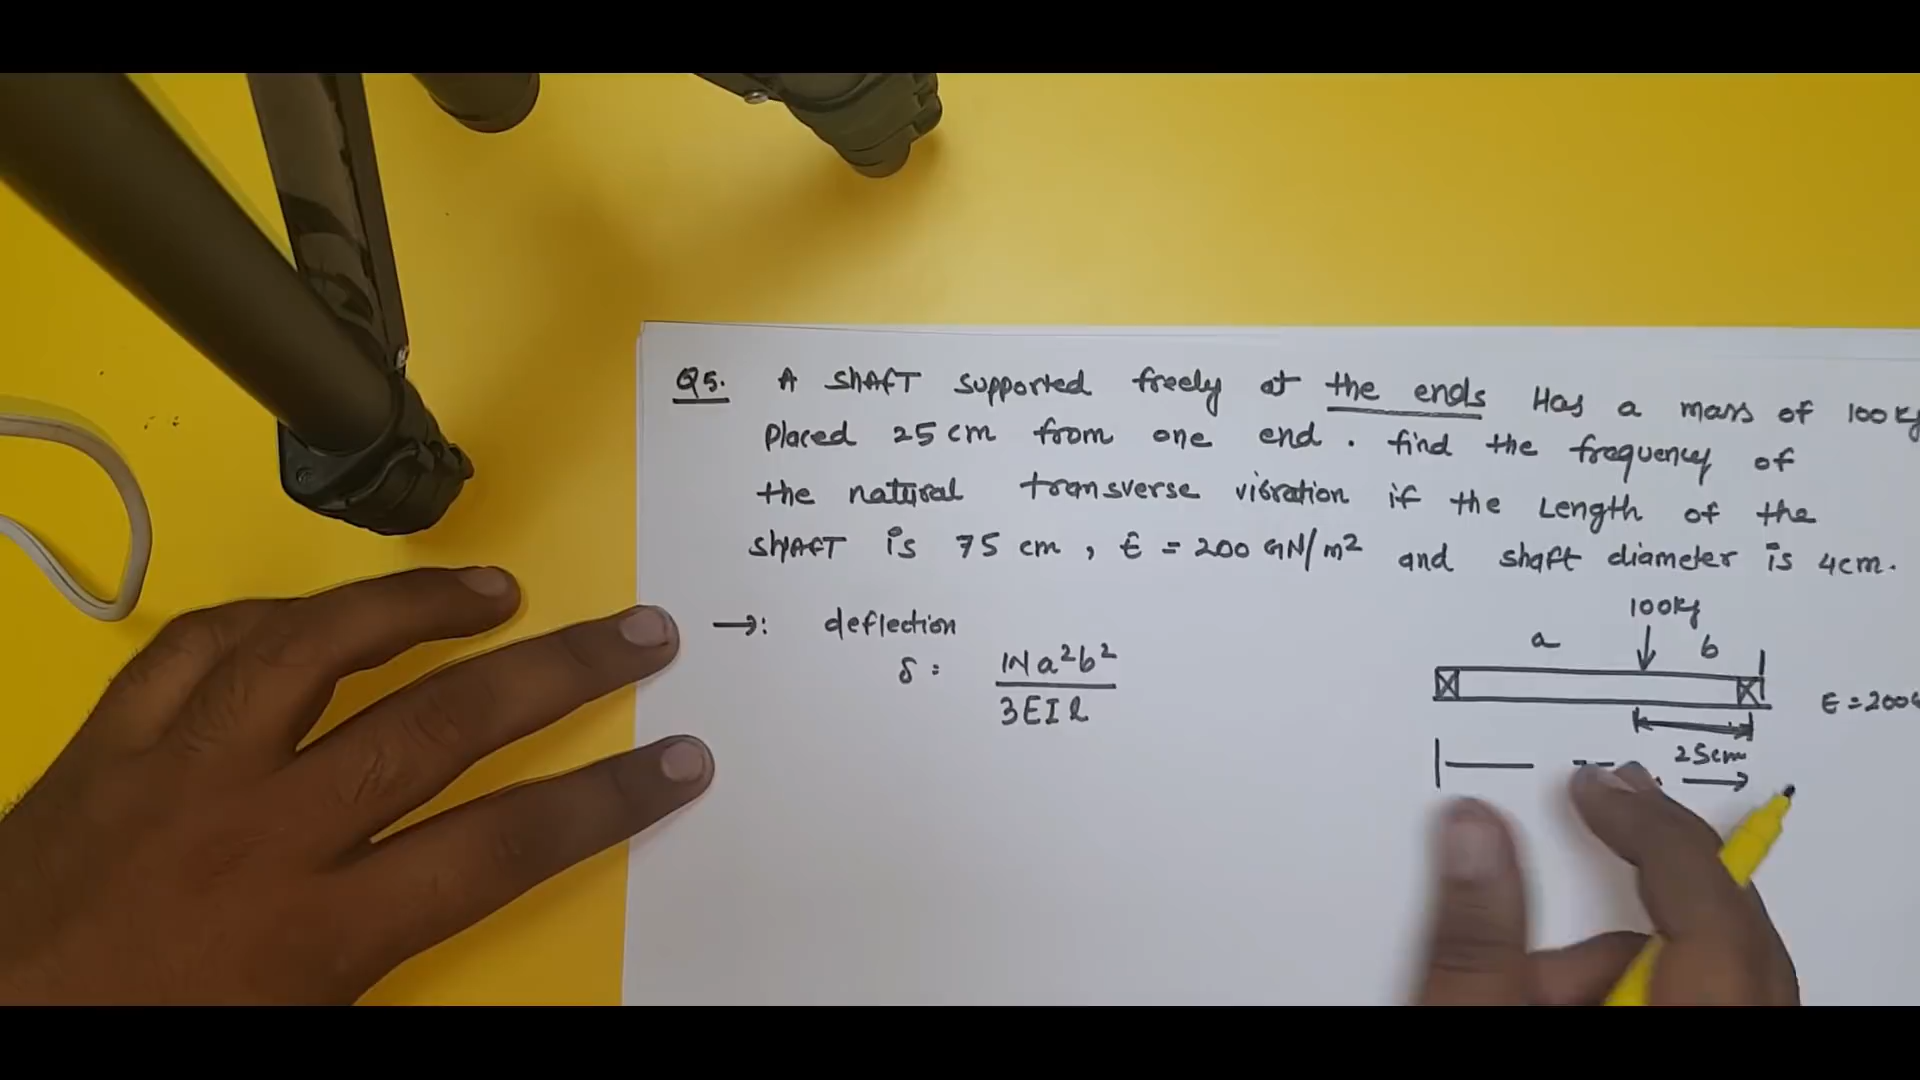 Q5. A SHAFT supported freely at the ends Has a mass of 100Kg
Placed 25 cm from one end. find the frequency of
the natural transverse vibration if the Length of the
SHAFT is 75 cm, E = 200 GN/m² and shaft diameter is 4cm.
→: deflection
δ: Wa²b²
3EIl
100Kg
a b
E = 200
25cm